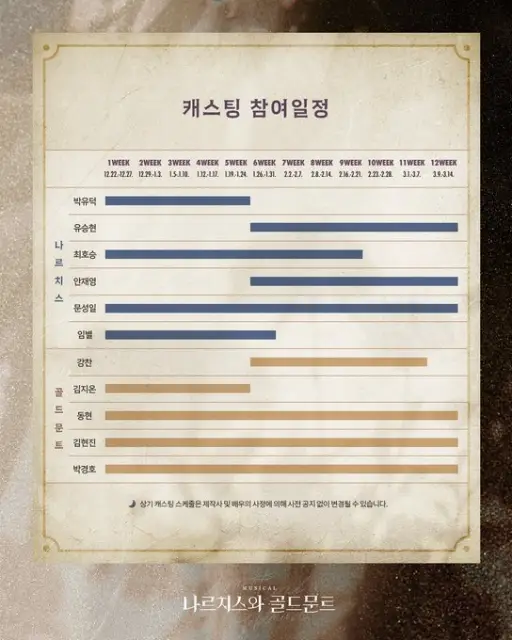 캐스팅 참여일정
1WEEK 2WEEK 3WEEK 4WEEK 5WEEK 6WEEK 7WEEK 8WEEK 9WEEK 10WEEK 11WEEK 12WEEK
12.22.-12.27. 12.29.-1.3. 1.5.-1.10. 1.12.-1.17. 1.19.-1.24. 1.26.-1.31. 2.2.-2.7. 2.8.-2.14. 2.16.-2.21. 2.23.-2.28. 3.1.-3.7. 3.9.-3.14.
나르치스
박유덕
유승현
최호승
안재영
문성일
임별
골드문트
강찬
김지온
동현
김현진
박경호
상기 캐스팅 스케줄은 제작사 및 배우의 사정에 의해 사전 공지 없이 변경될 수 있습니다.
MUSICAL
나르치스와 골드문트